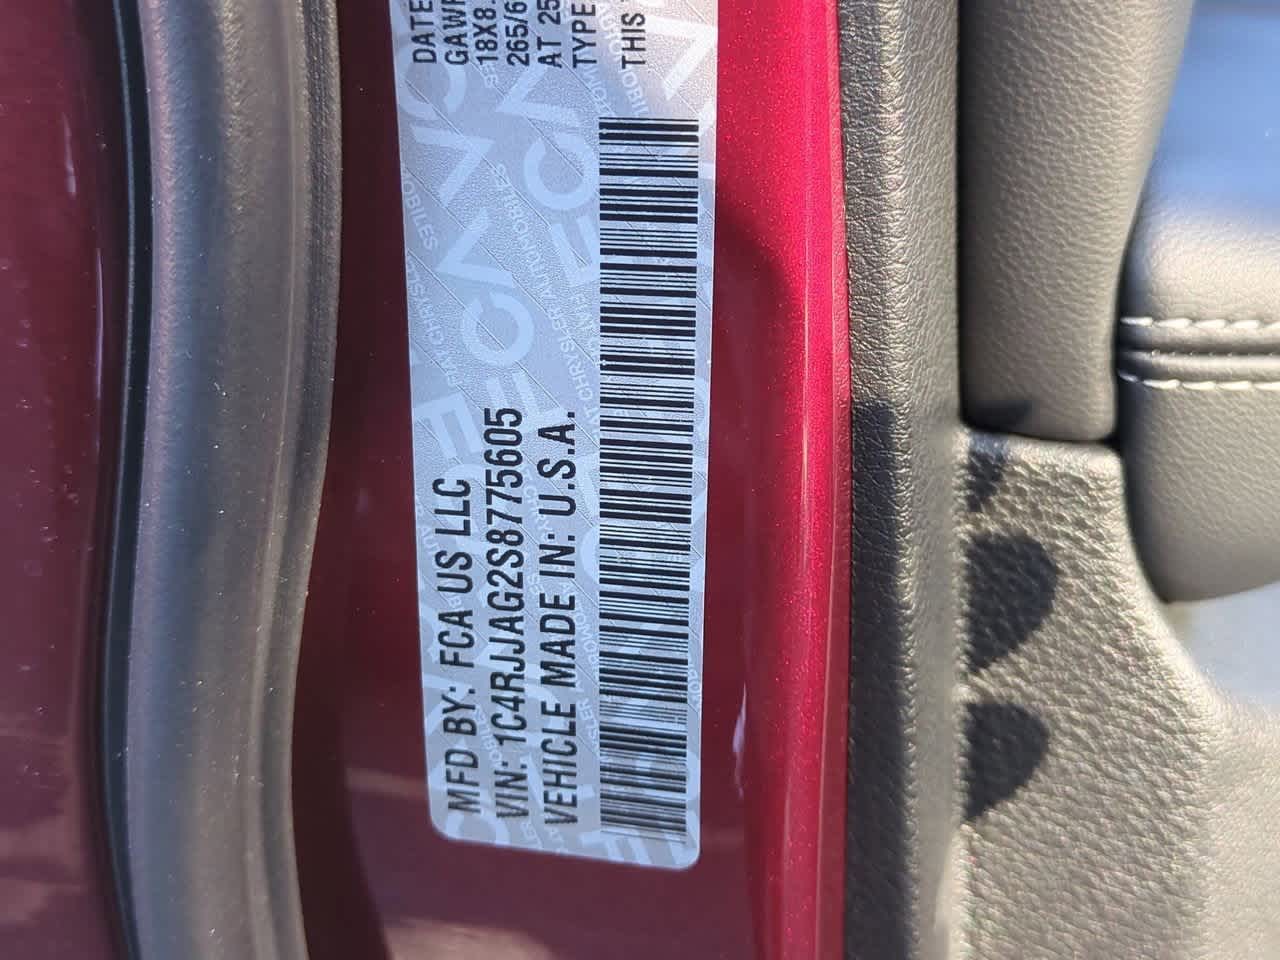 DATE
GAWR
18X8.
265/6
AT 25
TYPE
THIS
MFD BY: FCA US LLC
VIN: 1C4RJJAG2S8775605
VEHICLE MADE IN: U.S.A.